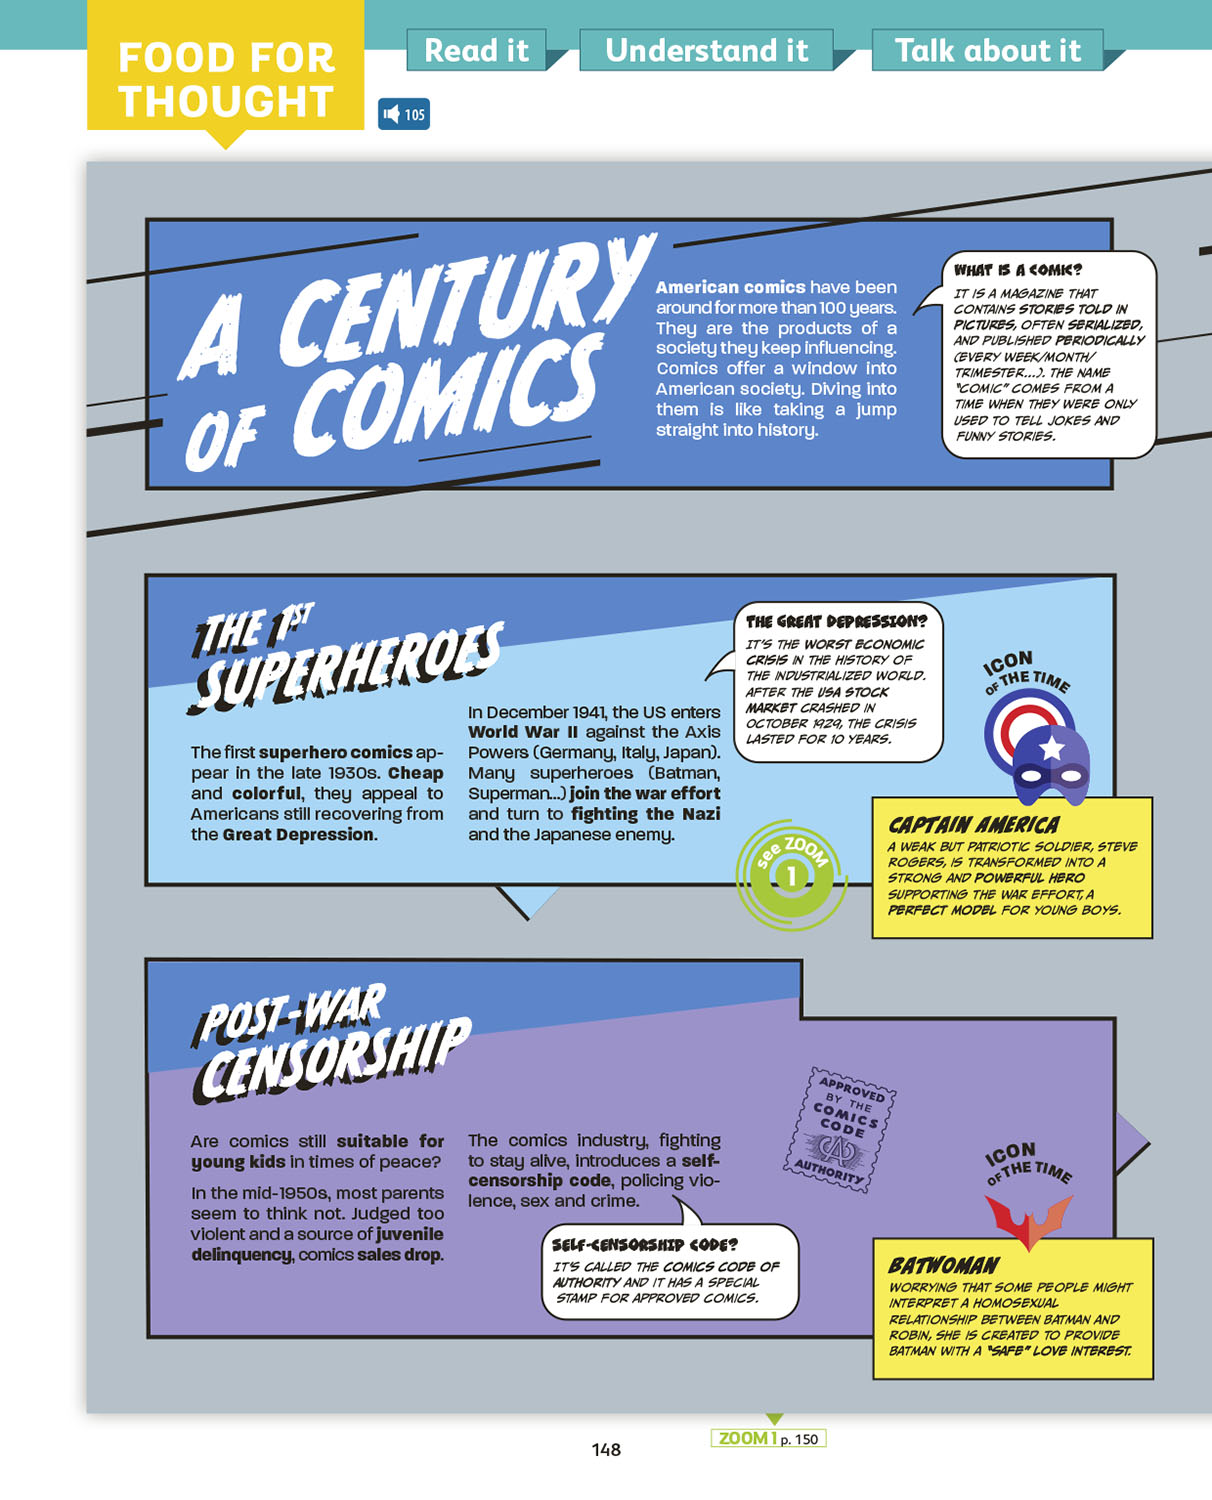 FOOD FOR
THOUGHT
Read it
Understand it
Talk about it
105
A CENTURY
OF COMICS
American comics have been
around for more than 100 years.
They are the products of a
society they keep influencing.
Comics offer a window into
American society. Diving into
them is like taking a jump
straight into history.
WHAT IS A COMIC?
IT IS A MAGAZINE THAT
CONTAINS STORIES TOLD IN
PICTURES, OFTEN SERIALIZED,
AND PUBLISHED PERIODICALLY
(EVERY WEEK/MONTH/
TRIMESTER...). THE NAME
"COMIC" COMES FROM A
TIME WHEN THEY WERE ONLY
USED TO TELL JOKES AND
FUNNY STORIES.
THE 1ST
SUPERHEROES
The first superhero comics ap-
pear in the late 1930s. Cheap
and colorful, they appeal to
Americans still recovering from
the Great Depression.
In December 1941, the US enters
World War II against the Axis
Powers (Germany, Italy, Japan).
Many superheroes (Batman,
Superman...) join the war effort
and turn to fighting the Nazi
and the Japanese enemy.
THE GREAT DEPRESSION?
IT'S THE WORST ECONOMIC
CRISIS IN THE HISTORY OF
THE INDUSTRIALIZED WORLD.
AFTER THE USA STOCK
MARKET CRASHED IN
OCTOBER 1929, THE CRISIS
LASTED FOR 10 YEARS.
see ZOOM
1
ICON
OF THE TIME
CAPTAIN AMERICA
A WEAK BUT PATRIOTIC SOLDIER, STEVE
ROGERS, IS TRANSFORMED INTO A
STRONG AND POWERFUL HERO
SUPPORTING THE WAR EFFORT, A
PERFECT MODEL FOR YOUNG BOYS.
POST-WAR
CENSORSHIP
Are comics still suitable for
young kids in times of peace?
In the mid-1950s, most parents
seem to think not. Judged too
violent and a source of juvenile
delinquency, comics sales drop.
The comics industry, fighting
to stay alive, introduces a self-
censorship code, policing vio-
lence, sex and crime.
SELF-CENSORSHIP CODE?
IT'S CALLED THE COMICS CODE OF
AUTHORITY AND IT HAS A SPECIAL
STAMP FOR APPROVED COMICS.
APPROVED
BY THE
COMICS
CODE
CA
AUTHORITY
ICON
OF THE TIME
BATWOMAN
WORRYING THAT SOME PEOPLE MIGHT
INTERPRET A HOMOSEXUAL
RELATIONSHIP BETWEEN BATMAN AND
ROBIN, SHE IS CREATED TO PROVIDE
BATMAN WITH A "SAFE" LOVE INTEREST.
ZOOM 1 p. 150
148